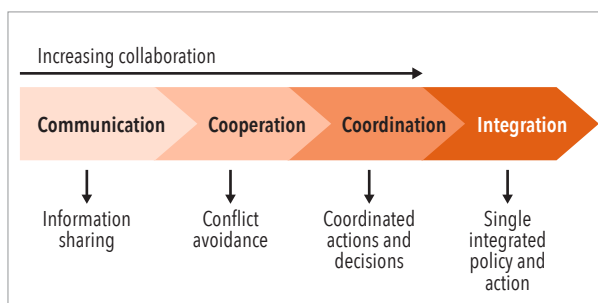 Increasing collaboration
Communication
Cooperation
Coordination
Integration
Information
sharing
Conflict
avoidance
Coordinated
actions and
decisions
Single
integrated
policy and
action